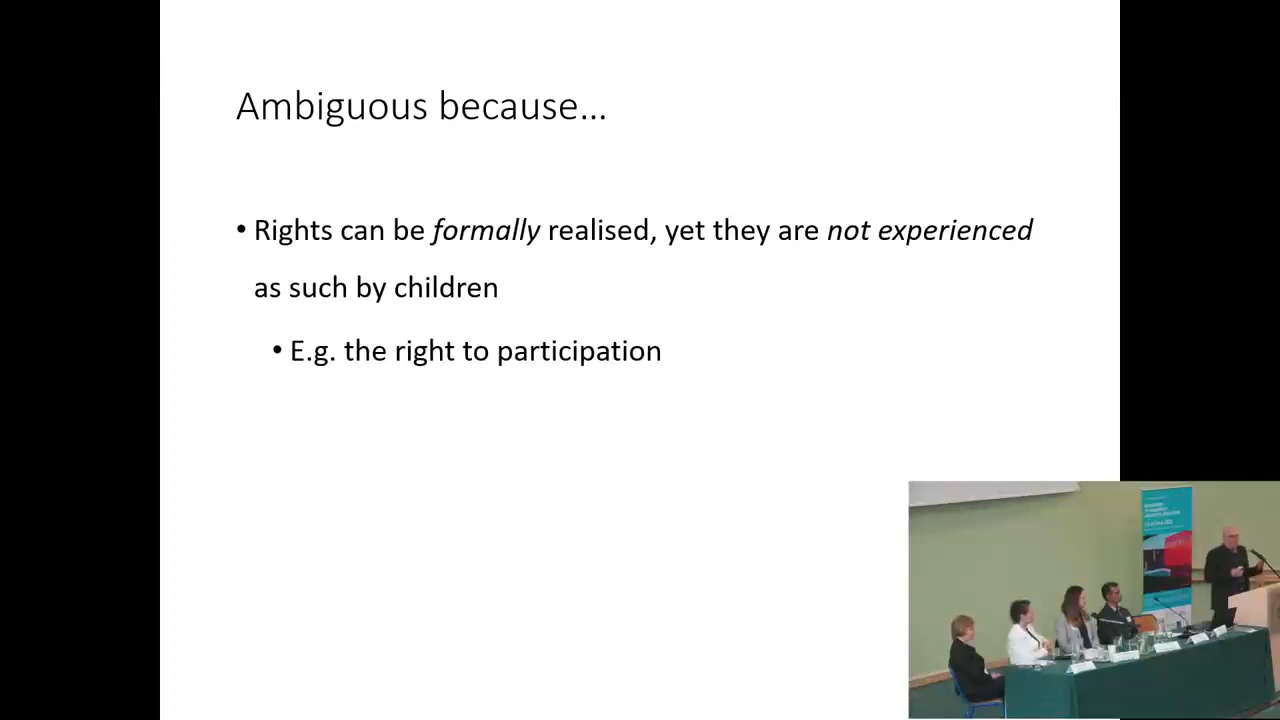 Ambiguous because…
• Rights can be formally realised, yet they are not experienced
as such by children
• E.g. the right to participation